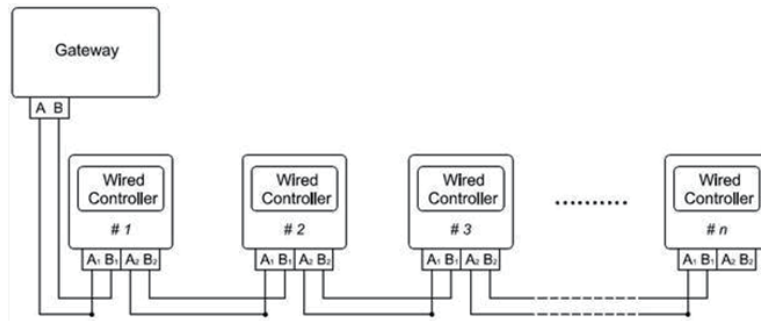 Gateway
A B
Wired
Controller
# 1
A₁ B₁ A₂ B₂
Wired
Controller
# 2
A₁ B₁ A₂ B₂
Wired
Controller
# 3
A₁ B₁ A₂ B₂
..........
Wired
Controller
# n
A₁ B₁ A₂ B₂